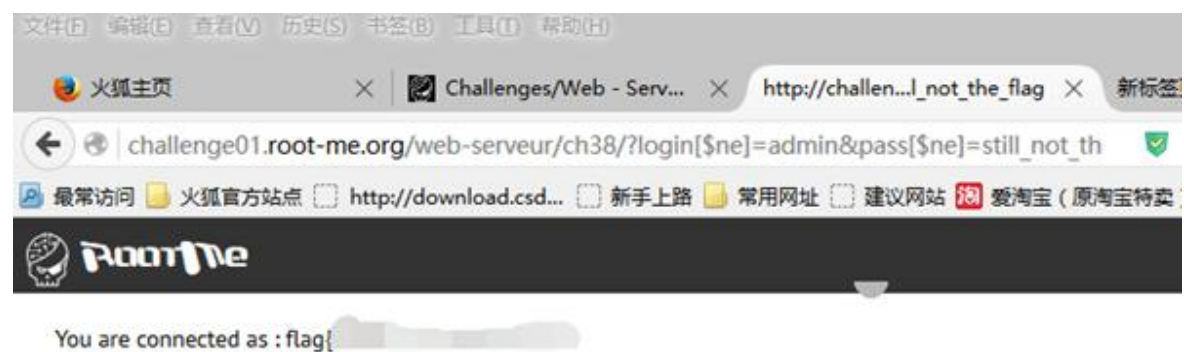 文件(F) 编辑(E) 查看(V) 历史(S) 书签(B) 工具(T) 帮助(H)
火狐主页 Challenges/Web - Serv... http://challen...l_not_the_flag 新标签
challenge01.root-me.org/web-serveur/ch38/?login[$ne]=admin&pass[$ne]=still_not_th
最常访问 火狐官方站点 http://download.csd... 新手上路 常用网址 建议网站 淘 爱淘宝 ( 原淘宝特卖 )
Root Me
You are connected as : flag{